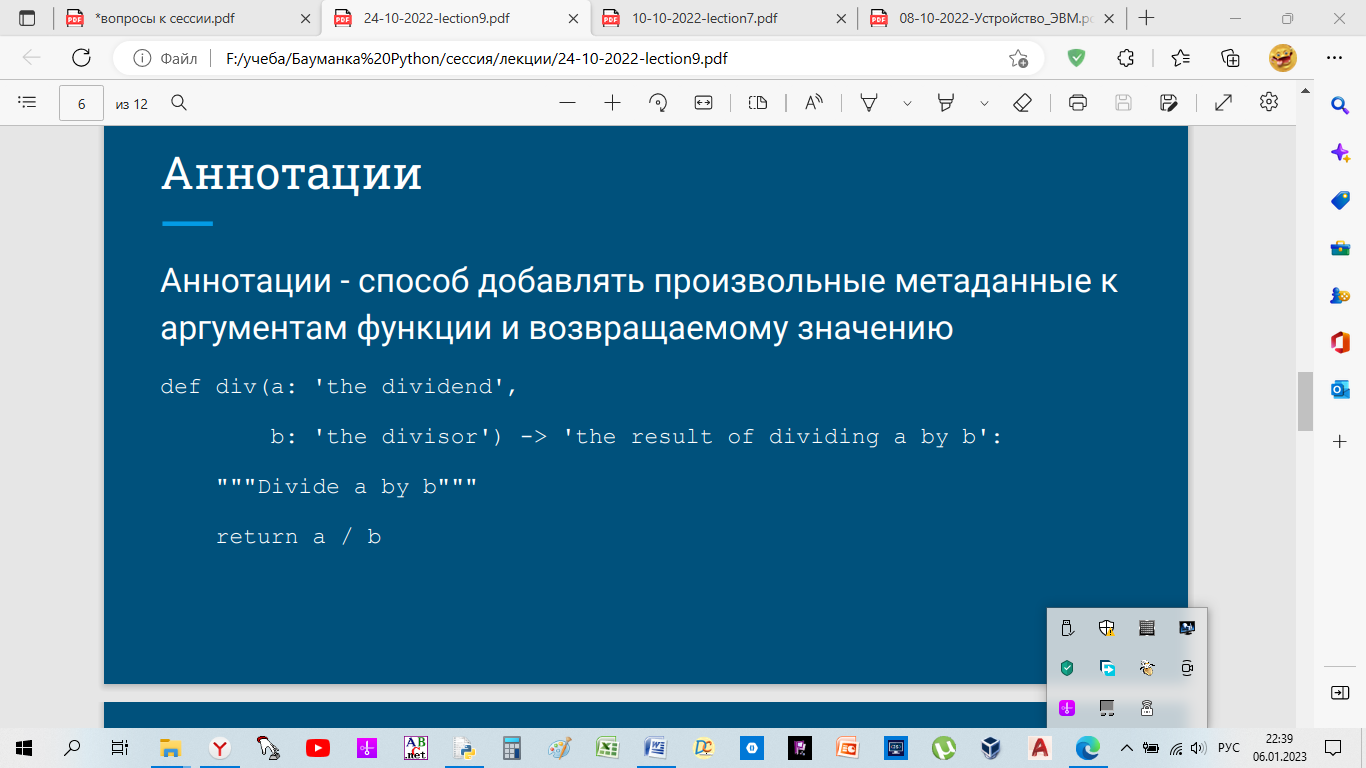 *вопросы к сессии.pdf
24-10-2022-lection9.pdf
10-10-2022-lection7.pdf
08-10-2022-Устройство_ЭВМ.pd
Файл
F:/учеба/Бауманка%20Python/сессия/лекции/24-10-2022-lection9.pdf
6 из 12
Аннотации
Аннотации - способ добавлять произвольные метаданные к
аргументам функции и возвращаемому значению
def div(a: 'the dividend',
b: 'the divisor') -> 'the result of dividing a by b':
"""Divide a by b"""
return a / b
РУС
22:39
06.01.2023